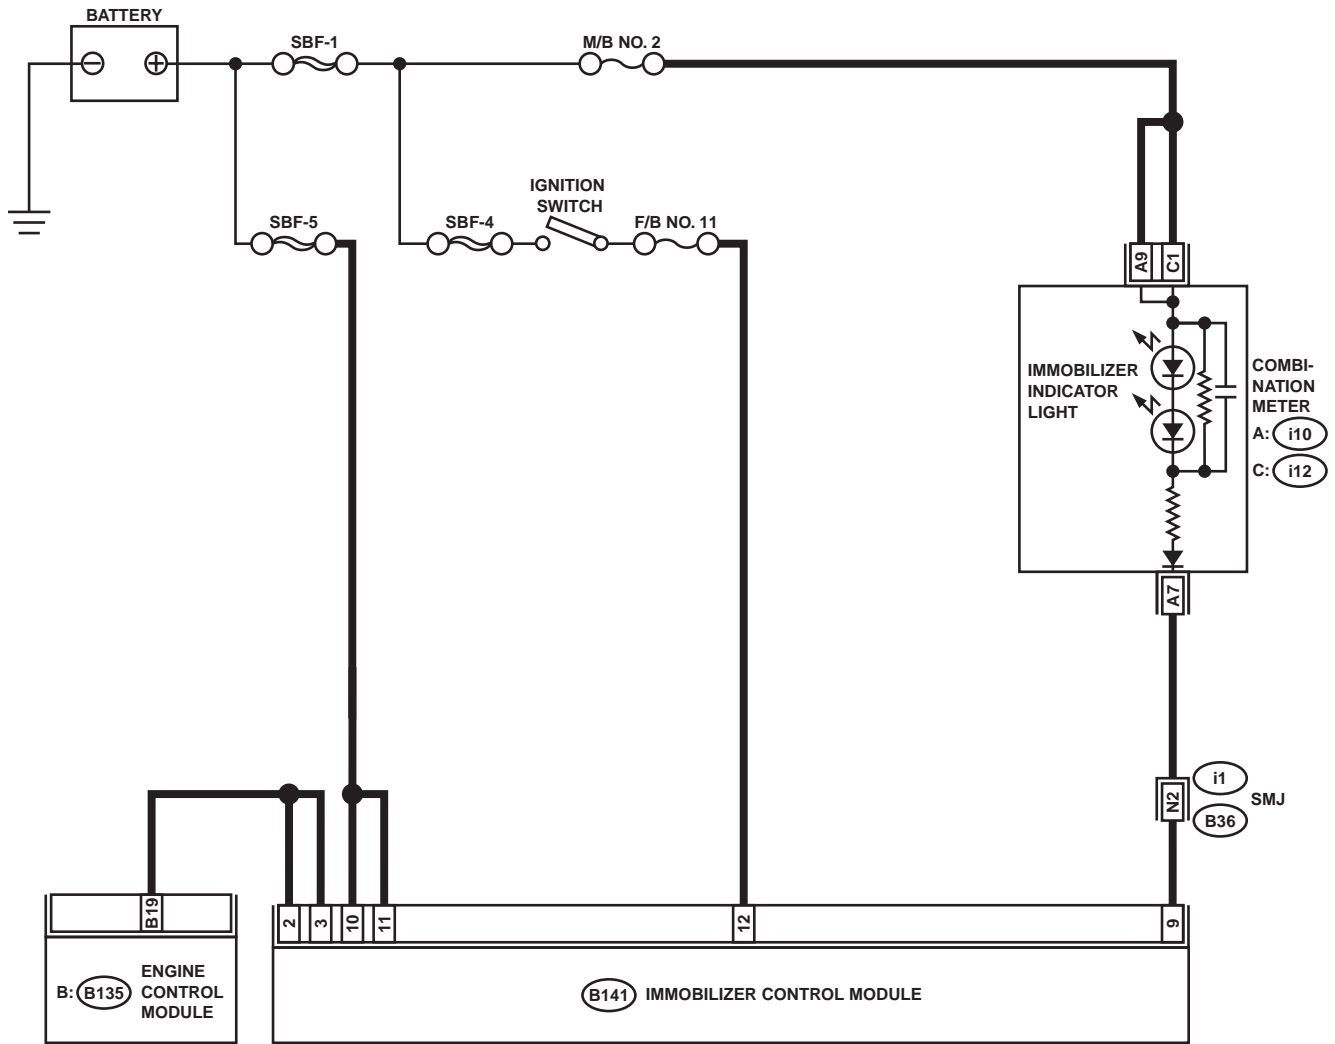 BATTERY
SBF-1
M/B NO. 2
IGNITION
SWITCH
SBF-5
SBF-4
F/B NO. 11
A9
C1
IMMOBILIZER
INDICATOR
LIGHT
COMBI-
NATION
METER
A: i10
C: i12
A7
i1
N2
SMJ
B36
B19
2
3
10
11
12
9
B: B135
ENGINE
CONTROL
MODULE
B141 IMMOBILIZER CONTROL MODULE